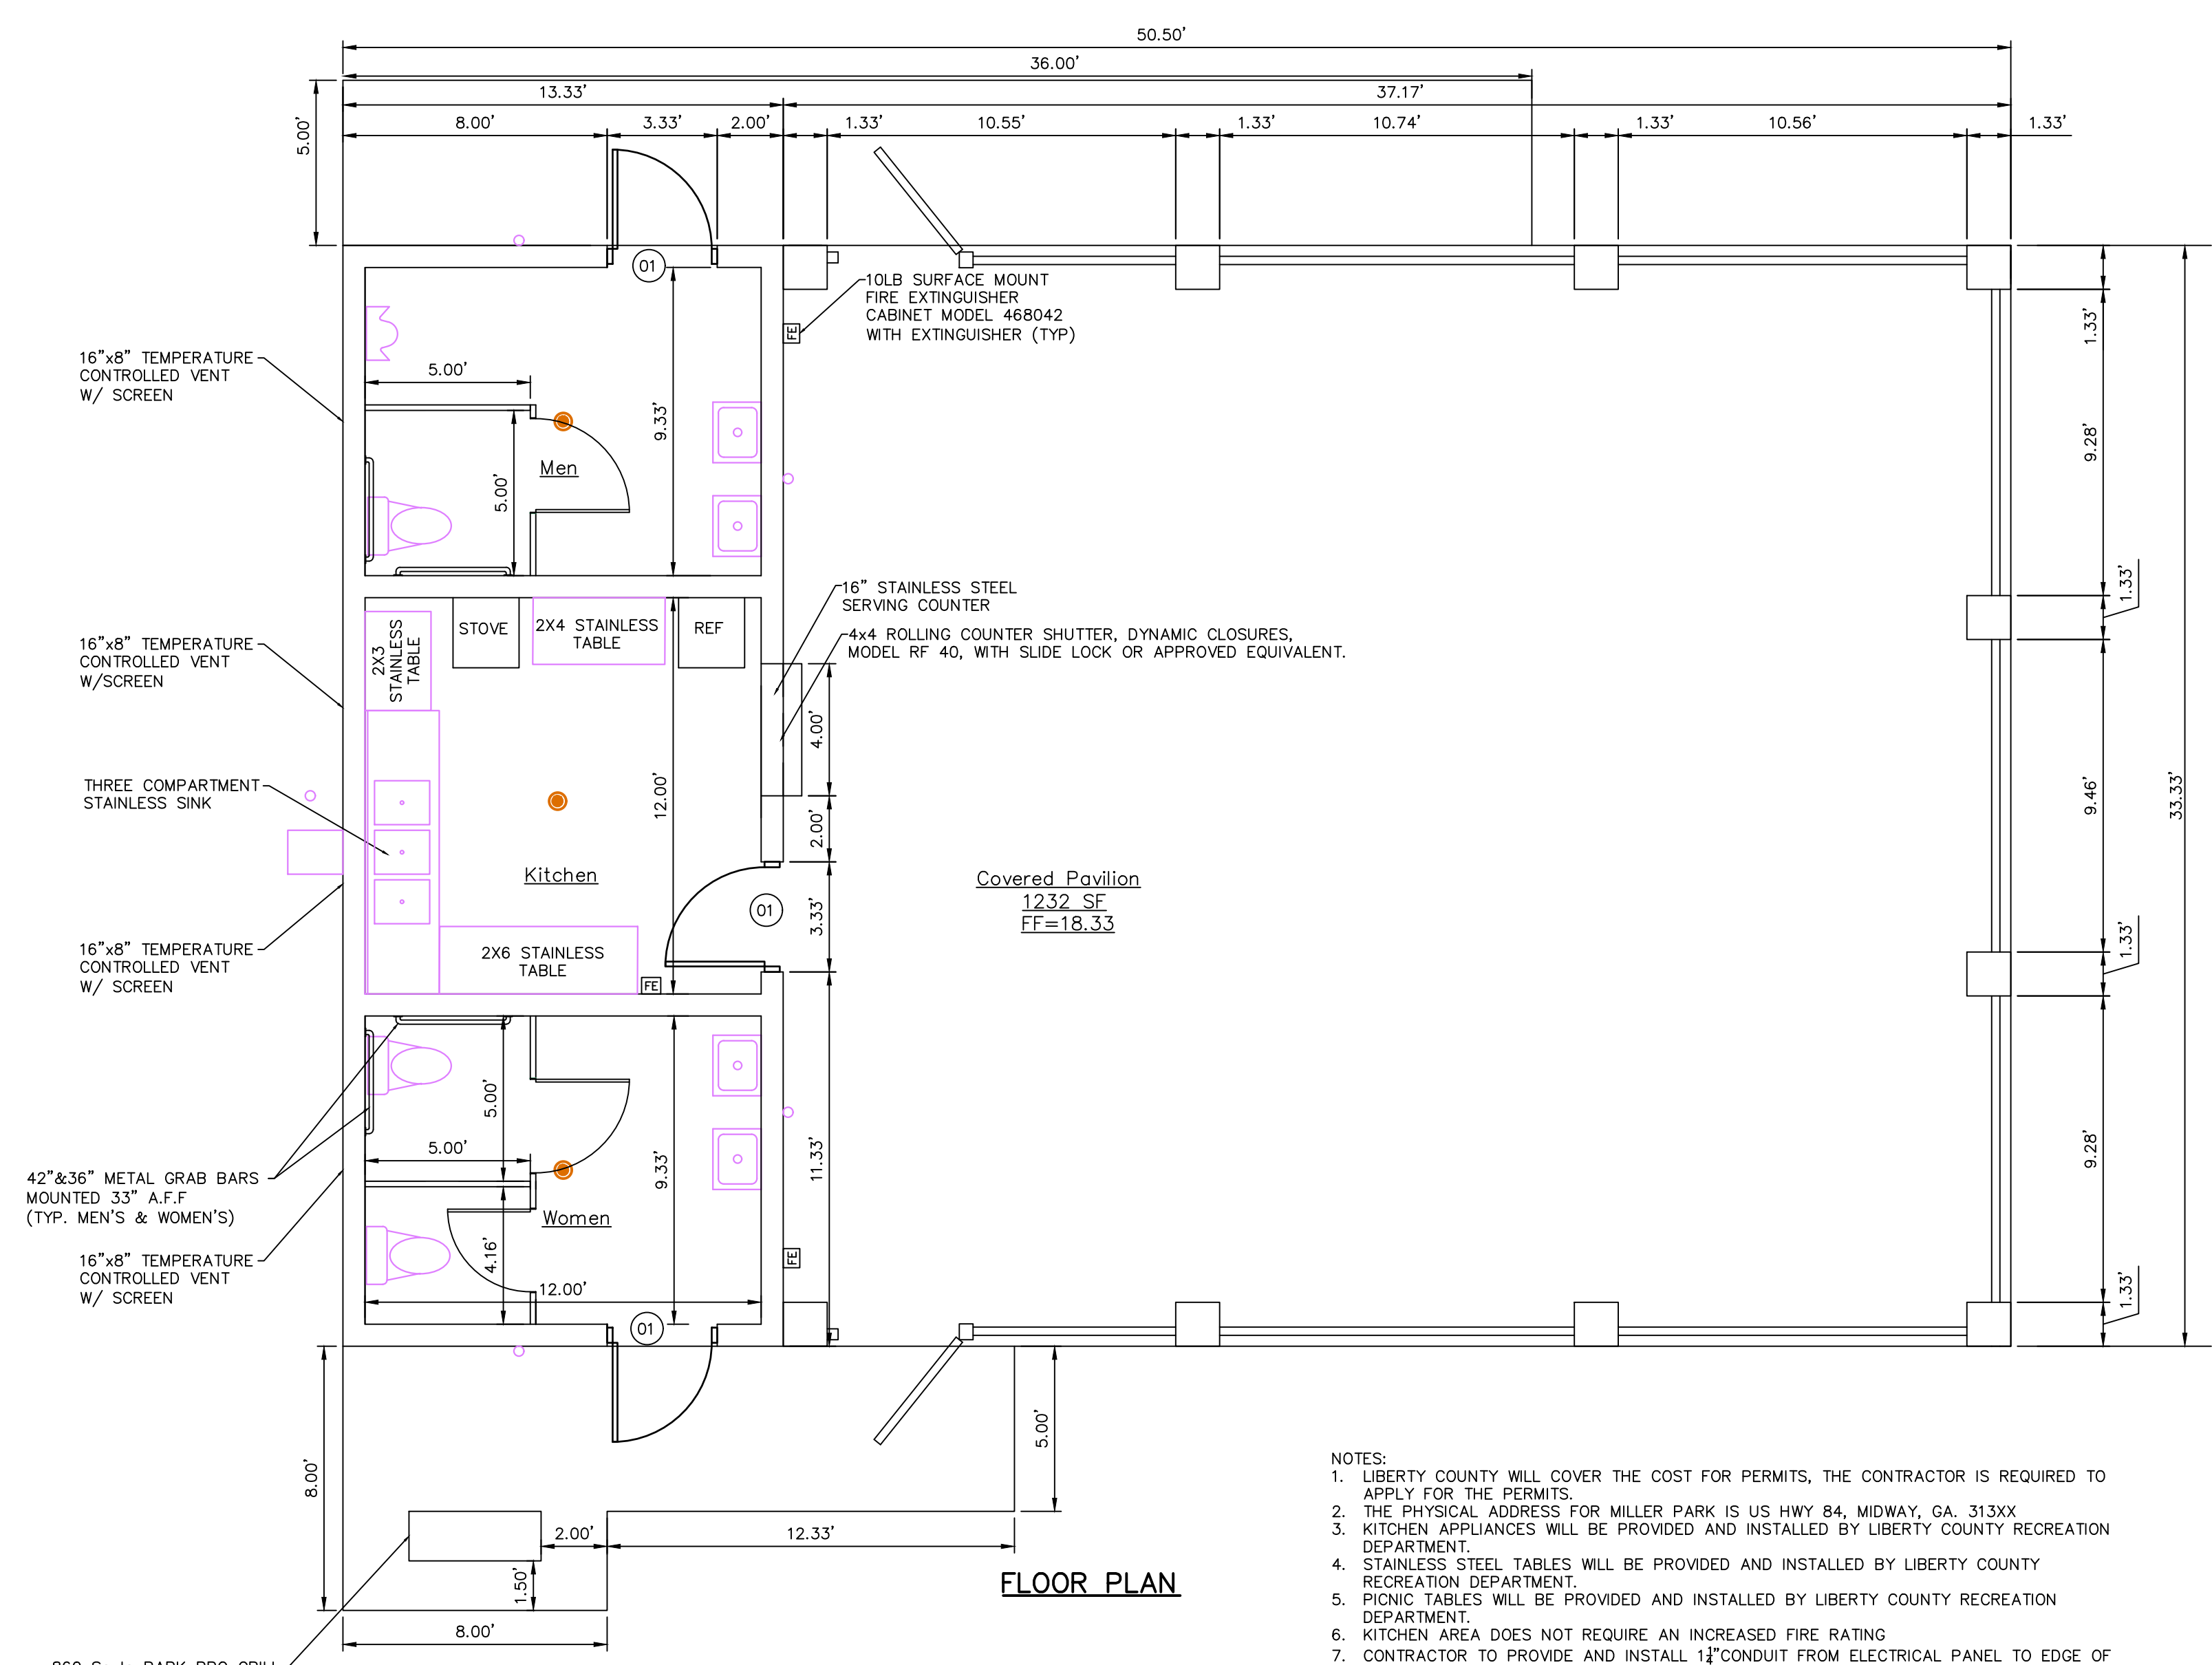 50.50'
36.00'
13.33'
37.17'
8.00'
3.33'
2.00'
1.33'
10.55'
1.33'
10.74'
1.33'
10.56'
1.33'
5.00'
01
10LB SURFACE MOUNT
FIRE EXTINGUISHER
CABINET MODEL 468042
WITH EXTINGUISHER (TYP)
FE
1.33'
16"x8" TEMPERATURE
CONTROLLED VENT
W/ SCREEN
5.00'
9.33'
Men
5.00'
9.28'
33.33'
16" STAINLESS STEEL
SERVING COUNTER
4x4 ROLLING COUNTER SHUTTER, DYNAMIC CLOSURES,
MODEL RF 40, WITH SLIDE LOCK OR APPROVED EQUIVALENT.
1.33'
16"x8" TEMPERATURE
CONTROLLED VENT
W/SCREEN
2X3
STAINLESS
TABLE
STOVE
2X4 STAINLESS
TABLE
REF
4.00'
12.00'
2.00'
9.46'
THREE COMPARTMENT
STAINLESS SINK
Kitchen
01
3.33'
Covered Pavilion
1232 SF
FF=18.33
1.33'
16"x8" TEMPERATURE
CONTROLLED VENT
W/ SCREEN
2X6 STAINLESS
TABLE
FE
5.00'
5.00'
9.33'
11.33'
9.28'
42"&36" METAL GRAB BARS
MOUNTED 33" A.F.F
(TYP. MEN'S & WOMEN'S)
Women
4.16'
12.00'
FE
16"x8" TEMPERATURE
CONTROLLED VENT
W/ SCREEN
01
1.33'
8.00'
5.00'
2.00'
12.33'
1.50'
8.00'
FLOOR PLAN
NOTES:
1. LIBERTY COUNTY WILL COVER THE COST FOR PERMITS, THE CONTRACTOR IS REQUIRED TO
APPLY FOR THE PERMITS.
2. THE PHYSICAL ADDRESS FOR MILLER PARK IS US HWY 84, MIDWAY, GA. 313XX
3. KITCHEN APPLIANCES WILL BE PROVIDED AND INSTALLED BY LIBERTY COUNTY RECREATION
DEPARTMENT.
4. STAINLESS STEEL TABLES WILL BE PROVIDED AND INSTALLED BY LIBERTY COUNTY
RECREATION DEPARTMENT.
5. PICNIC TABLES WILL BE PROVIDED AND INSTALLED BY LIBERTY COUNTY RECREATION
DEPARTMENT.
6. KITCHEN AREA DOES NOT REQUIRE AN INCREASED FIRE RATING
7. CONTRACTOR TO PROVIDE AND INSTALL 1¼"CONDUIT FROM ELECTRICAL PANEL TO EDGE OF